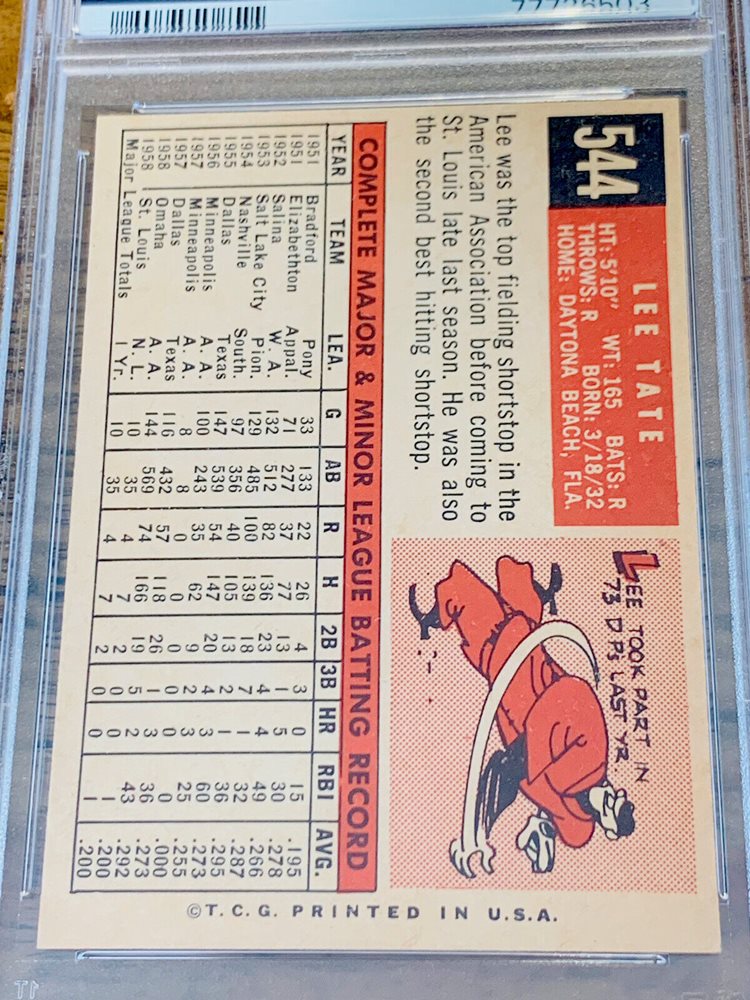 544
LEE TATE
HT: 5'10" WT: 165 BATS: R
THROWS: R BORN: 3/18/32
HOME: DAYTONA BEACH, FLA.
Lee was the top fielding shortstop in the
American Association before coming to
St. Louis late last season. He was also
the second best hitting shortstop.
LEE TOOK PART IN
73 D P's LAST YR.
COMPLETE MAJOR & MINOR LEAGUE BATTING RECORD
YEAR TEAM LEA. G AB R H 2B 3B HR RBI AVG.
1951 Bradford Pony 33 133 22 26 4 3 0 15 .195
1951 Elizabethton Appal. 71 277 37 77 13 1 5 30 .278
1952 Salina W. A. 132 512 82 136 23 4 4 49 .266
1953 Salt Lake City Pion. 129 485 100 139 18 7 1 32 .287
1954 Nashville South. 97 356 40 105 13 2 1 36 .295
1955 Dallas Texas 147 539 54 147 20 4 3 60 .273
1956 Minneapolis A. A. 100 243 35 62 9 2 3 25 .255
1957 Minneapolis A. A. 8 8 0 0 0 0 0 0 .000
1957 Dallas Texas 116 432 57 118 26 1 3 36 .273
1958 Omaha A. A. 144 569 74 166 19 5 2 43 .292
1958 St. Louis N. L. 10 35 4 7 2 0 0 1 .200
Major League Totals 1 Yr. 10 35 4 7 2 0 0 1 .200
©T. C. G. PRINTED IN U.S.A.